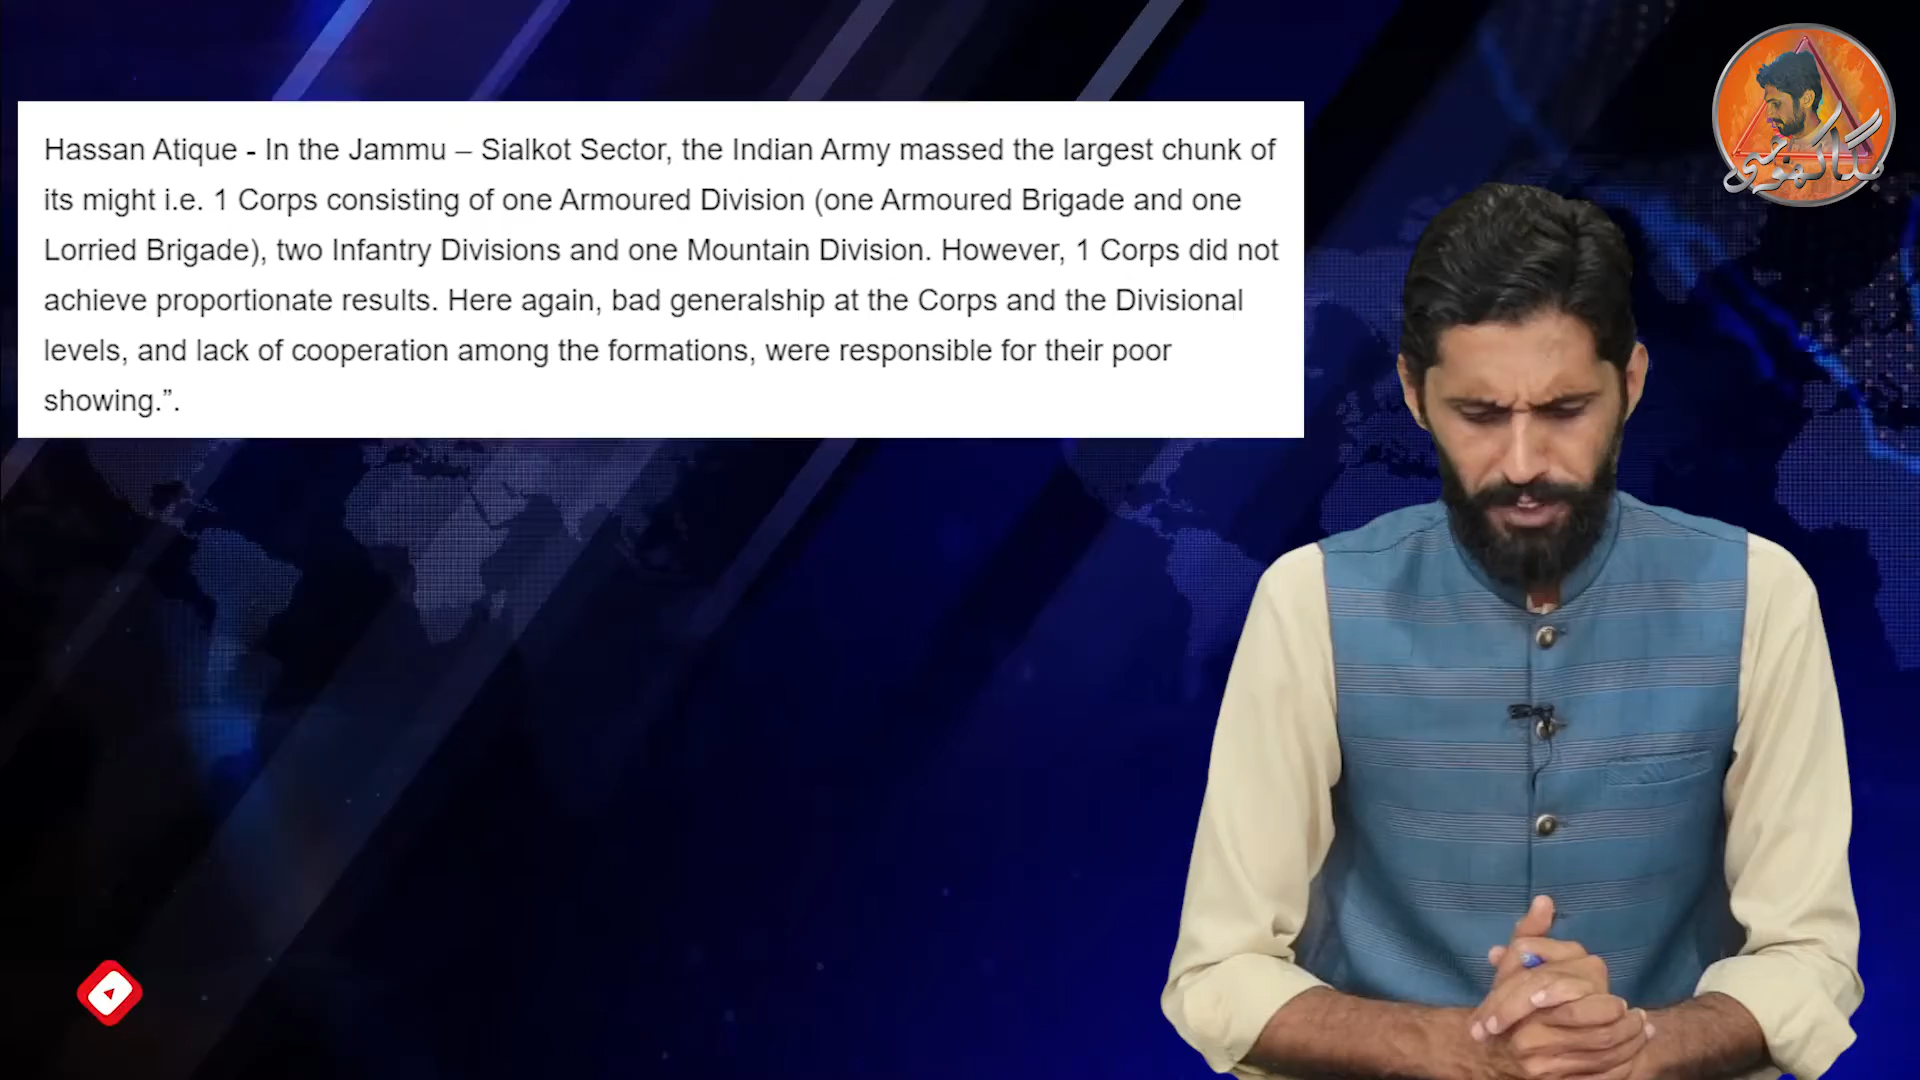 Hassan Atique - In the Jammu – Sialkot Sector, the Indian Army massed the largest chunk of
its might i.e. 1 Corps consisting of one Armoured Division (one Armoured Brigade and one
Lorried Brigade), two Infantry Divisions and one Mountain Division. However, 1 Corps did not
achieve proportionate results. Here again, bad generalship at the Corps and the Divisional
levels, and lack of cooperation among the formations, were responsible for their poor
showing.”.